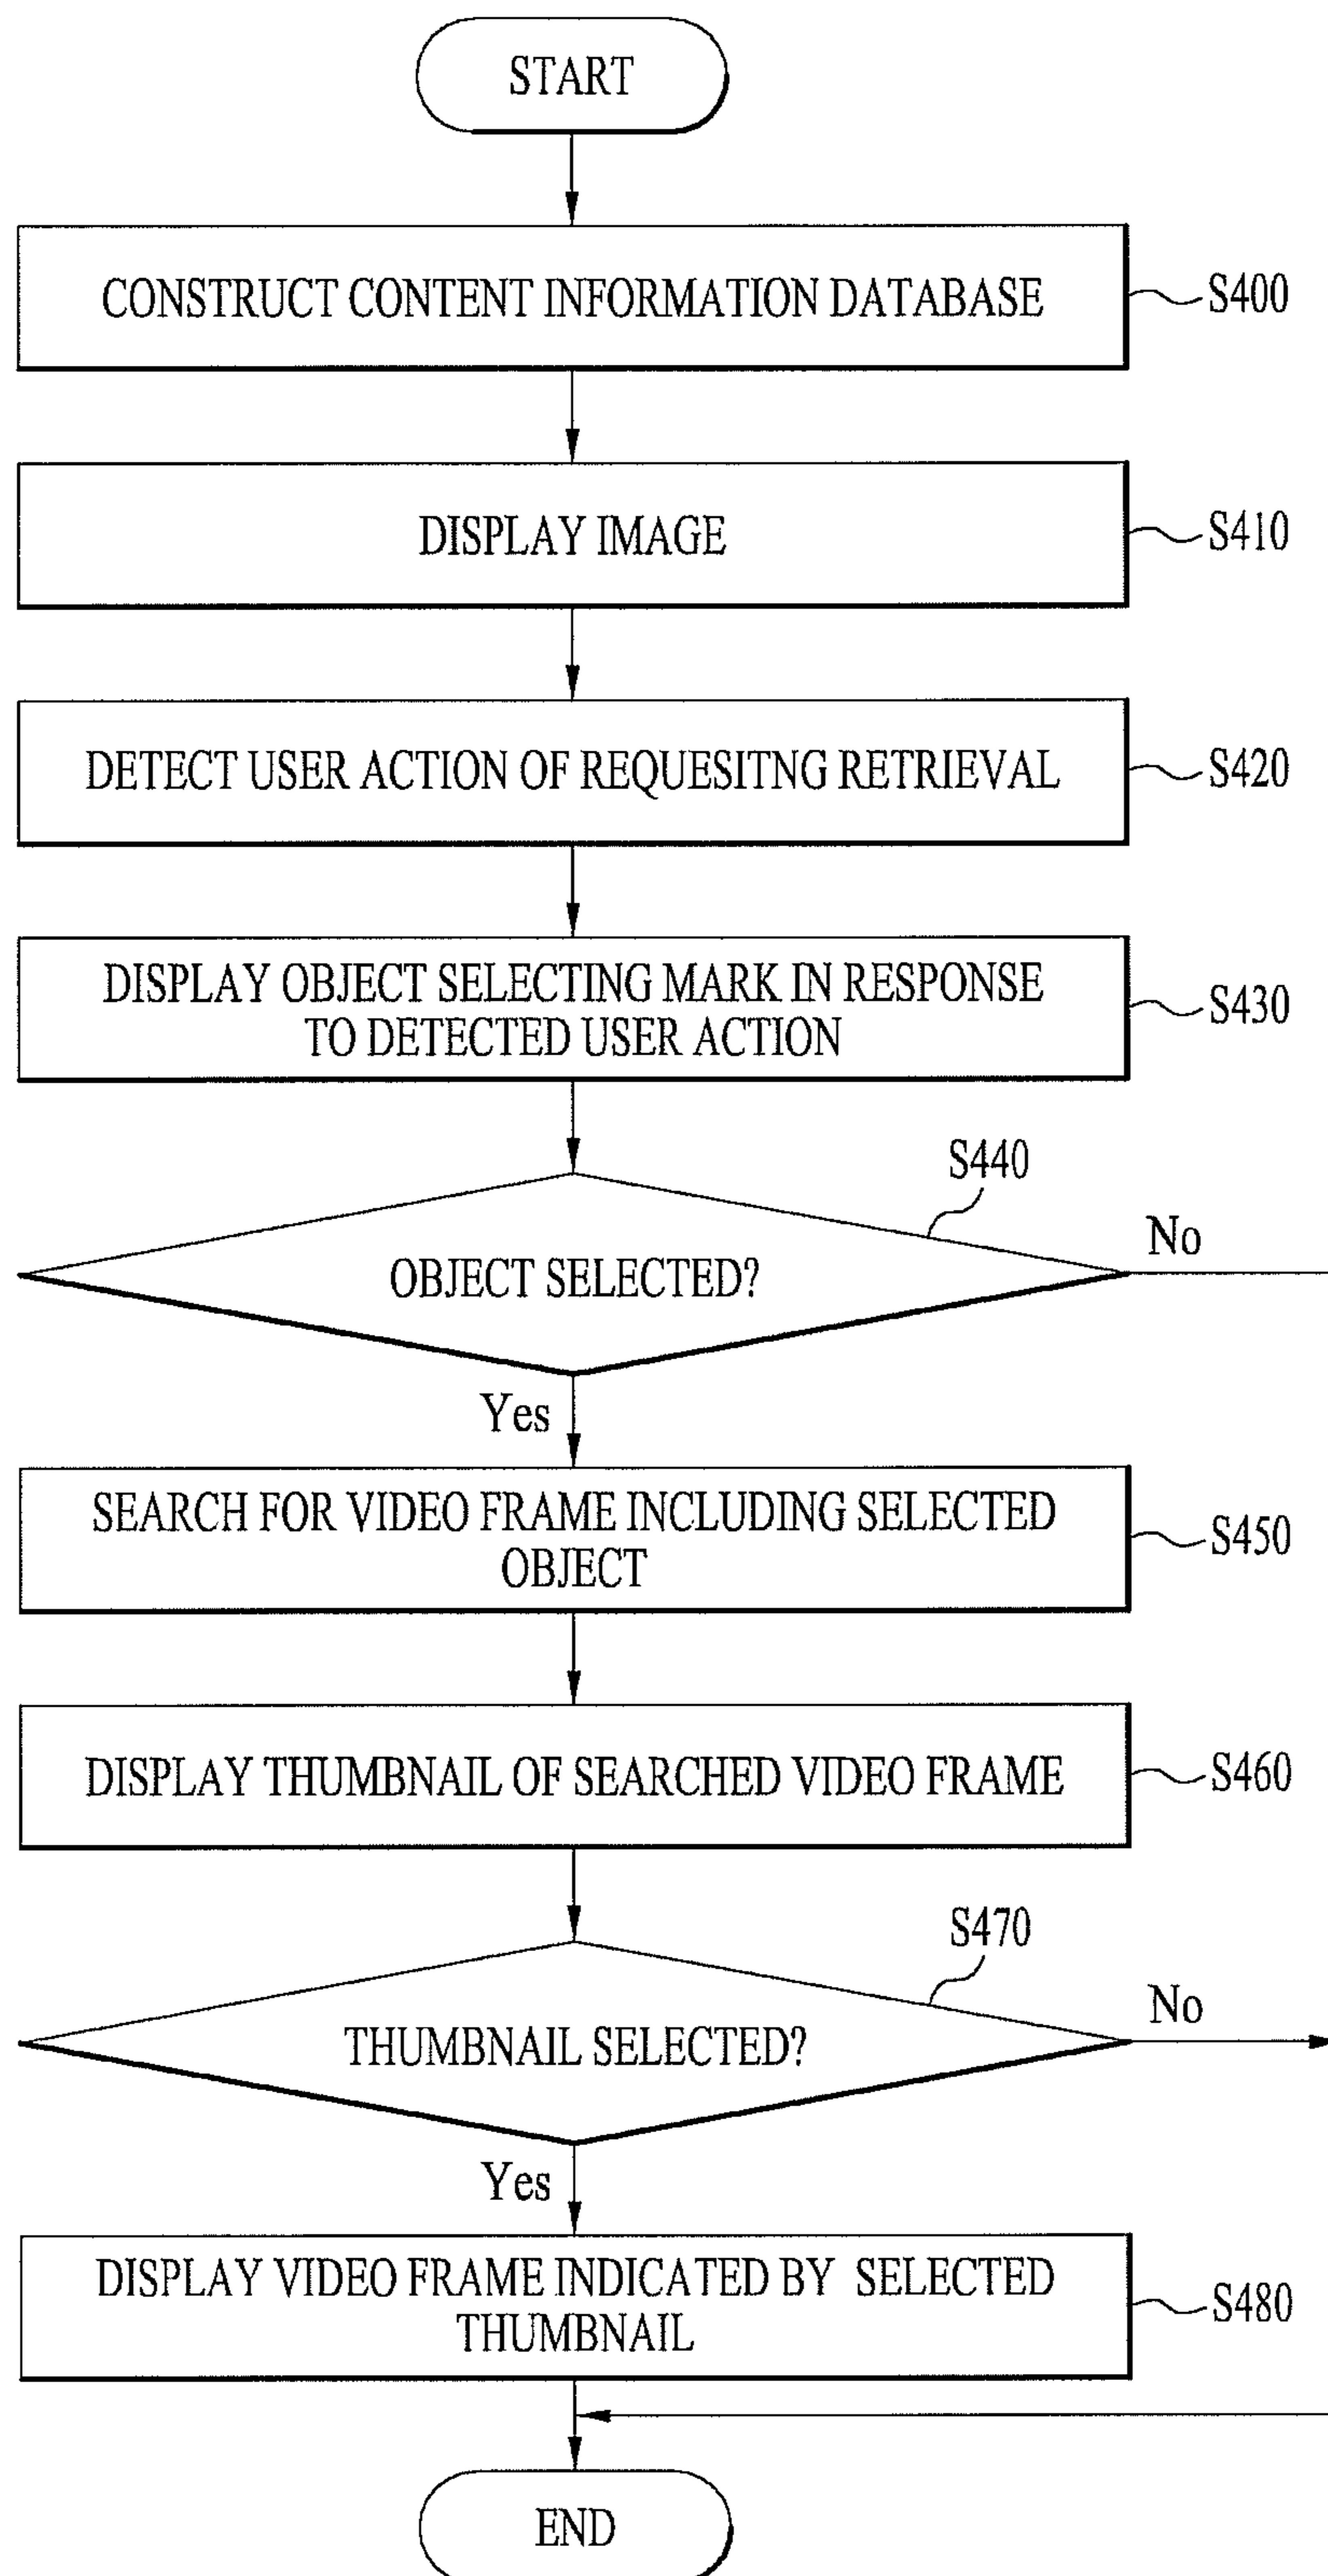 START
CONSTRUCT CONTENT INFORMATION DATABASE
S400
DISPLAY IMAGE
S410
DETECT USER ACTION OF REQUESITNG RETRIEVAL
S420
DISPLAY OBJECT SELECTING MARK IN RESPONSE
TO DETECTED USER ACTION
S430
S440
OBJECT SELECTED?
No
Yes
SEARCH FOR VIDEO FRAME INCLUDING SELECTED
OBJECT
S450
DISPLAY THUMBNAIL OF SEARCHED VIDEO FRAME
S460
S470
THUMBNAIL SELECTED?
No
Yes
DISPLAY VIDEO FRAME INDICATED BY SELECTED
THUMBNAIL
S480
END